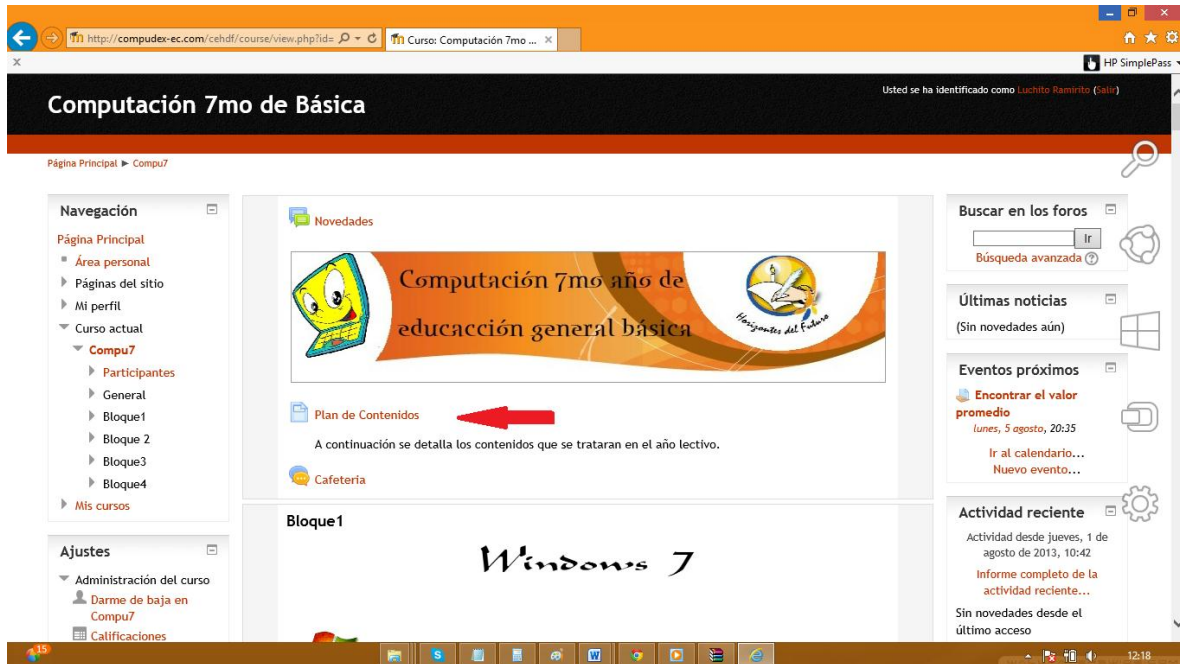 http://compudex-ec.com/cehdf/course/view.php?id=
Curso: Computación 7mo ...
HP SimplePass
Computación 7mo de Básica
Usted se ha identificado como Luchito Ramirito (Salir)
Página Principal ► Compu7
Navegación
Página Principal
Área personal
Páginas del sitio
Mi perfil
Curso actual
Compu7
Participantes
General
Bloque1
Bloque 2
Bloque3
Bloque4
Mis cursos
Ajustes
Administración del curso
Darme de baja en
Compu7
Calificaciones
Novedades
Computación 7mo año de
educacción general básica
Horizontes del Futuro
Plan de Contenidos
A continuación se detalla los contenidos que se trataran en el año lectivo.
Cafeteria
Bloque1
Windows 7
Buscar en los foros
Ir
Búsqueda avanzada
Últimas noticias
(Sin novedades aún)
Eventos próximos
Encontrar el valor
promedio
lunes, 5 agosto, 20:35
Ir al calendario...
Nuevo evento...
Actividad reciente
Actividad desde jueves, 1 de
agosto de 2013, 10:42
Informe completo de la
actividad reciente...
Sin novedades desde el
último acceso
15
12:18